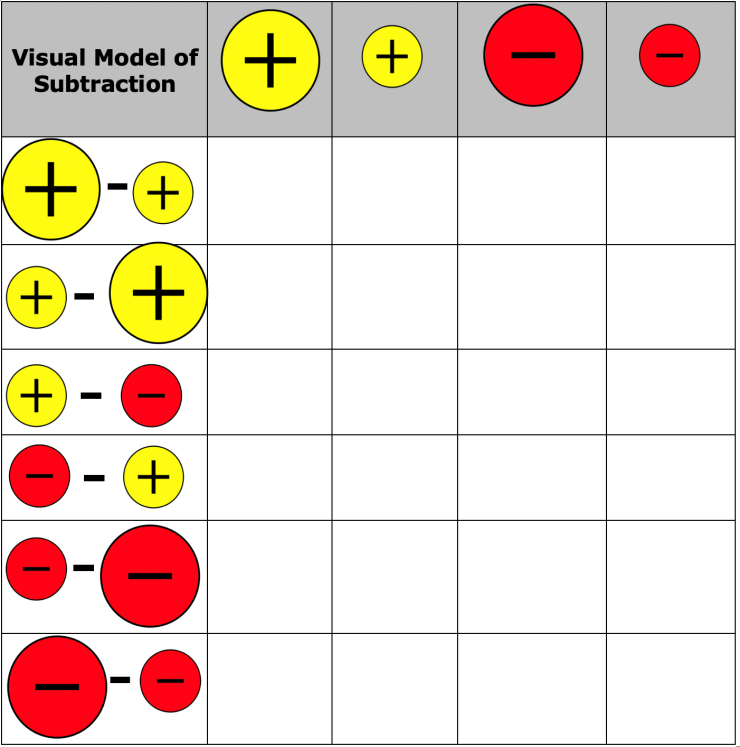 Visual Model of
Subtraction
+ + − −
+ - +
+ - +
+ - −
− - +
− - −
− - −